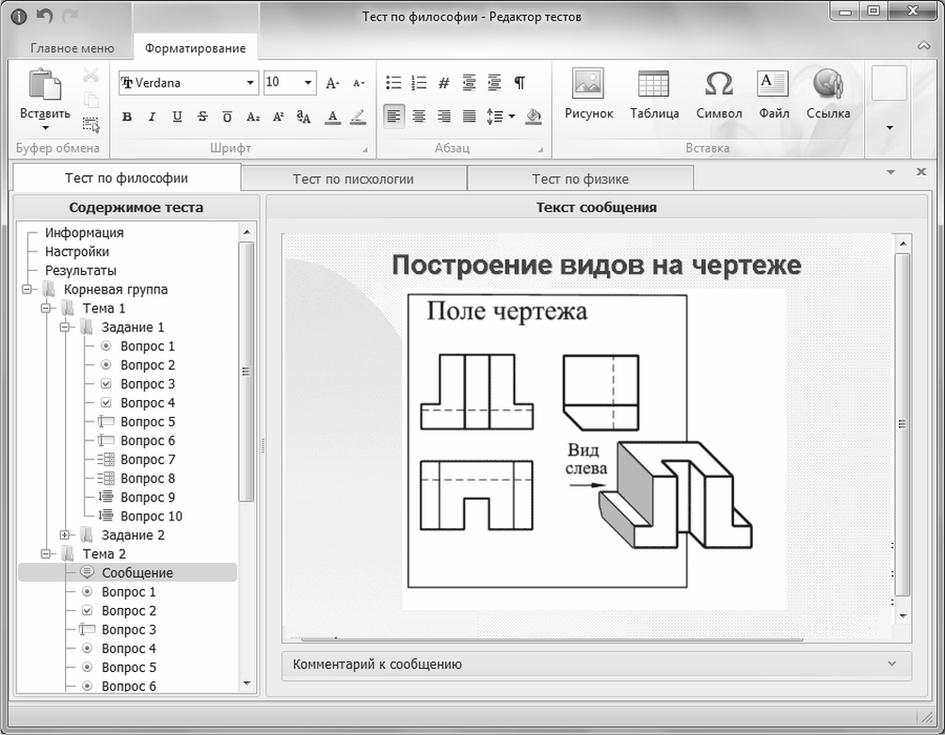 Тест по философии - Редактор тестов
Главное меню
Форматирование
Вставить
Буфер обмена
Verdana
10
Шрифт
Абзац
Рисунок
Таблица
Символ
Файл
Ссылка
Вставка
Тест по философии
Тест по писхологии
Тест по физике
Содержимое теста
Информация
Настройки
Результаты
Корневая группа
Тема 1
Задание 1
Вопрос 1
Вопрос 2
Вопрос 3
Вопрос 4
Вопрос 5
Вопрос 6
Вопрос 7
Вопрос 8
Вопрос 9
Вопрос 10
Задание 2
Тема 2
Сообщение
Вопрос 1
Вопрос 2
Вопрос 3
Вопрос 4
Вопрос 5
Вопрос 6
Текст сообщения
Построение видов на чертеже
Поле чертежа
Вид
слева
Комментарий к сообщению